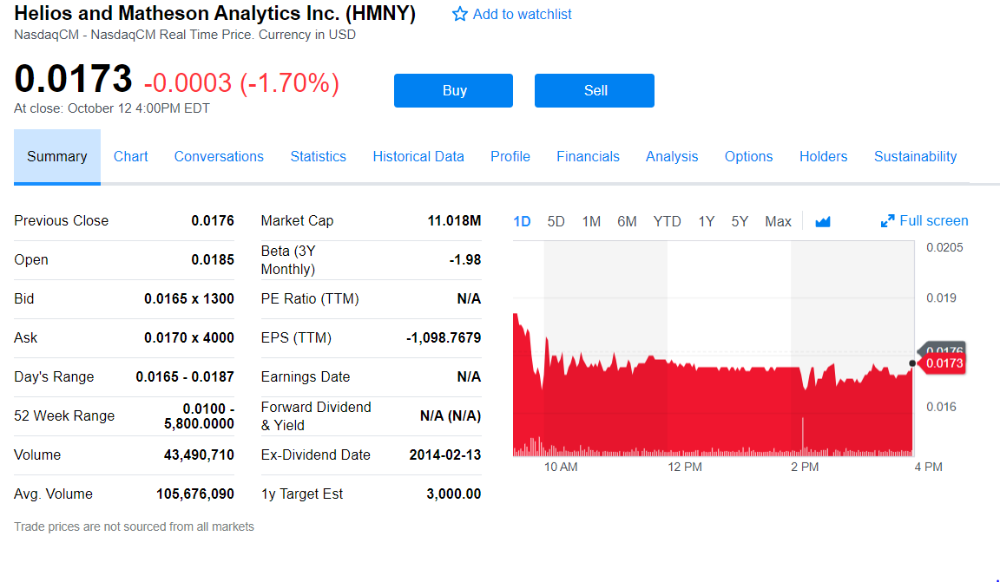 Helios and Matheson Analytics Inc. (HMNY)
Add to watchlist
NasdaqCM - NasdaqCM Real Time Price. Currency in USD
0.0173 -0.0003 (-1.70%)
At close: October 12 4:00PM EDT
Buy
Sell
Summary Chart Conversations Statistics Historical Data Profile Financials Analysis Options Holders Sustainability
Previous Close 0.0176
Open 0.0185
Bid 0.0165 x 1300
Ask 0.0170 x 4000
Day's Range 0.0165 - 0.0187
52 Week Range 0.0100 -
5,800.0000
Volume 43,490,710
Avg. Volume 105,676,090
Market Cap 11.018M
Beta (3Y
Monthly) -1.98
PE Ratio (TTM) N/A
EPS (TTM) -1,098.7679
Earnings Date N/A
Forward Dividend
& Yield N/A (N/A)
Ex-Dividend Date 2014-02-13
1y Target Est 3,000.00
1D 5D 1M 6M YTD 1Y 5Y Max
Full screen
0.0205
0.019
0.0176
0.0173
0.016
10 AM 12 PM 2 PM 4 PM
Trade prices are not sourced from all markets